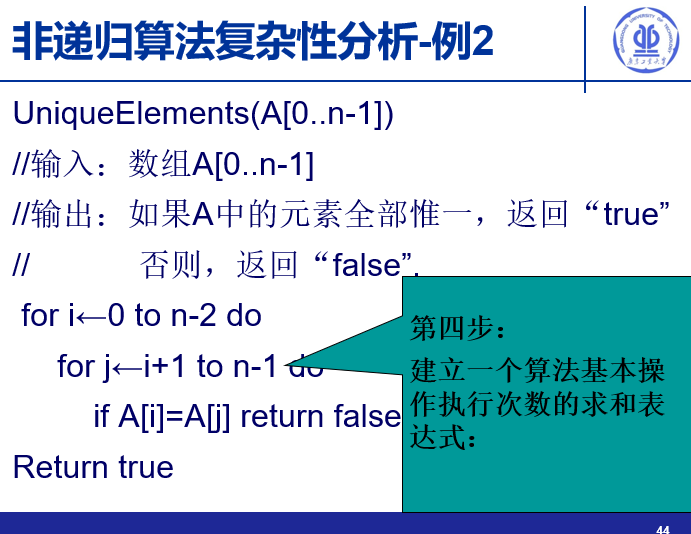 非递归算法复杂性分析-例2
UniqueElements(A[0..n-1])
//输入：数组A[0..n-1]
//输出：如果A中的元素全部惟一，返回“true”
// 否则，返回“false”.
for i←0 to n-2 do
for j←i+1 to n-1 do
if A[i]=A[j] return false
Return true
第四步：
建立一个算法基本操
作执行次数的求和表
达式：
44